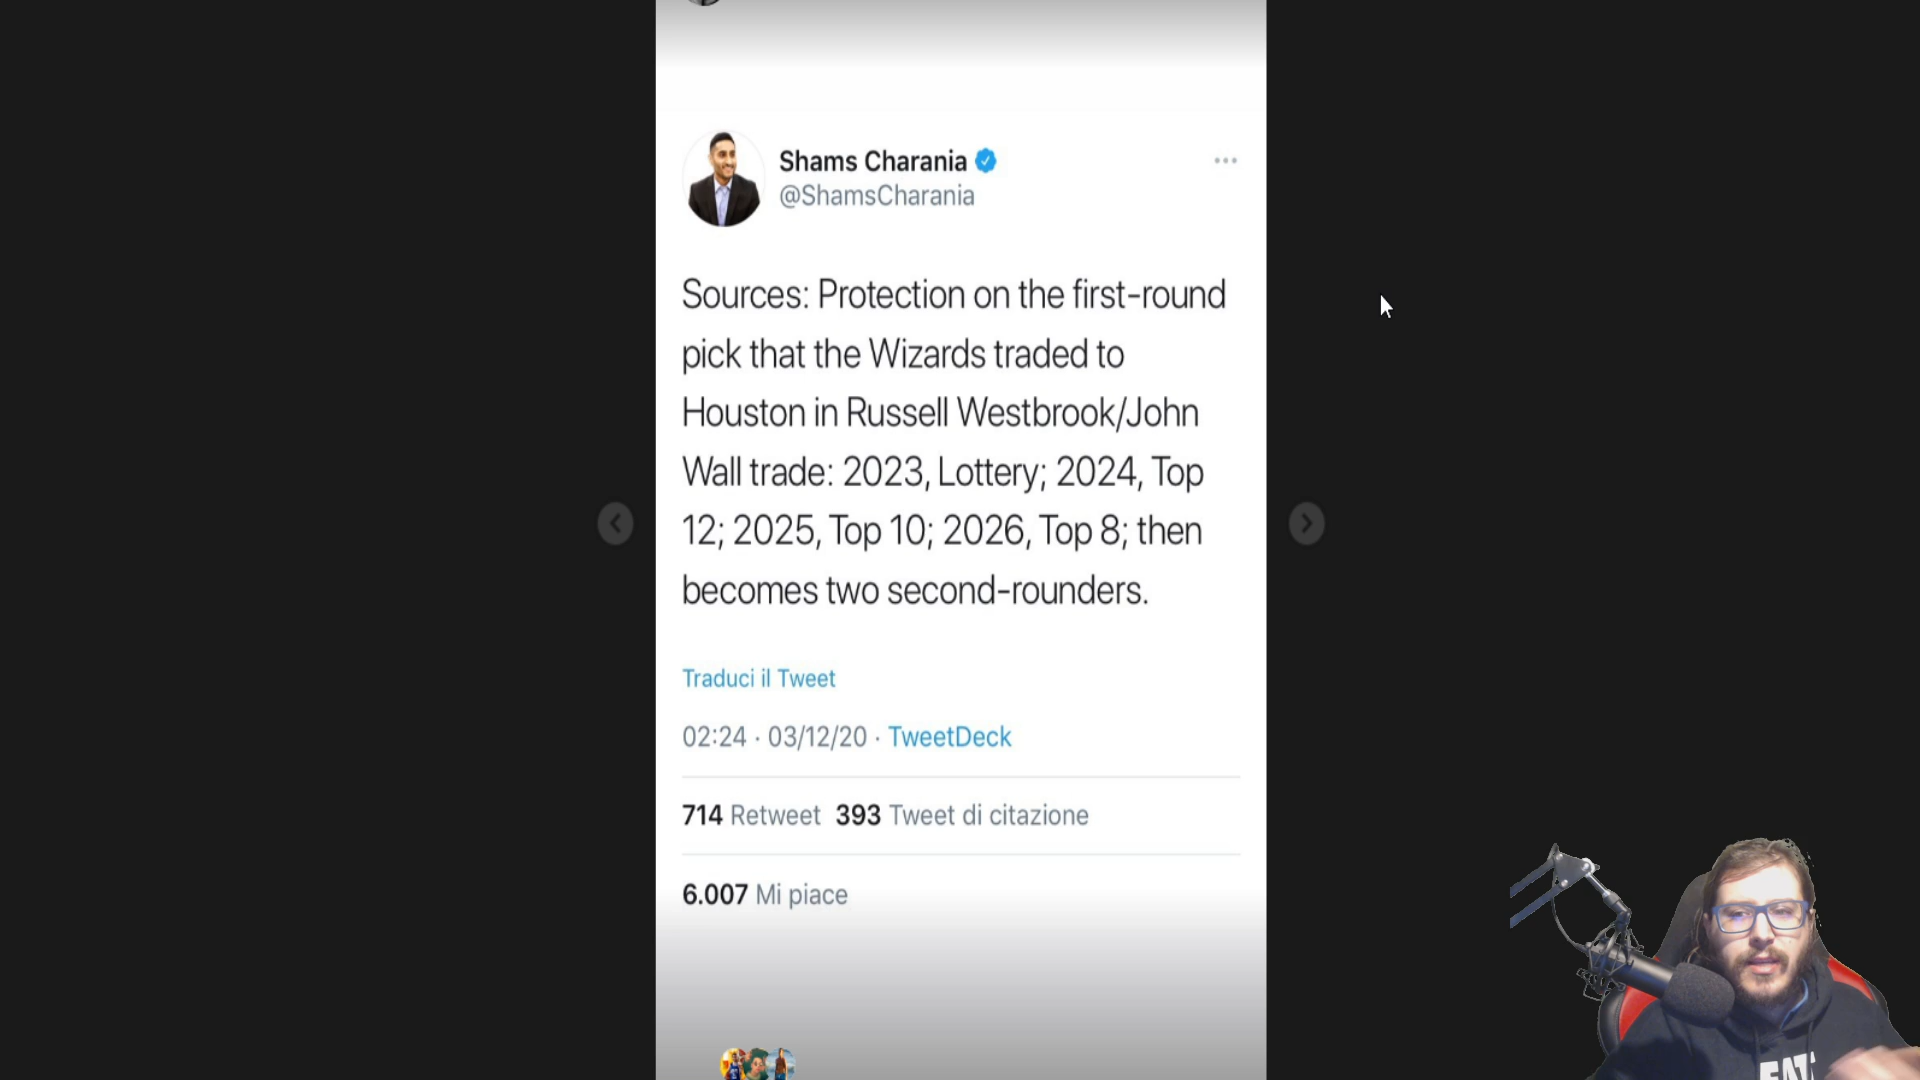 Shams Charania
@ShamsCharania
Sources: Protection on the first-round
pick that the Wizards traded to
Houston in Russell Westbrook/John
Wall trade: 2023, Lottery; 2024, Top
12; 2025, Top 10; 2026, Top 8; then
becomes two second-rounders.
Traduci il Tweet
02:24 · 03/12/20 · TweetDeck
714 Retweet 393 Tweet di citazione
6.007 Mi piace
EAT